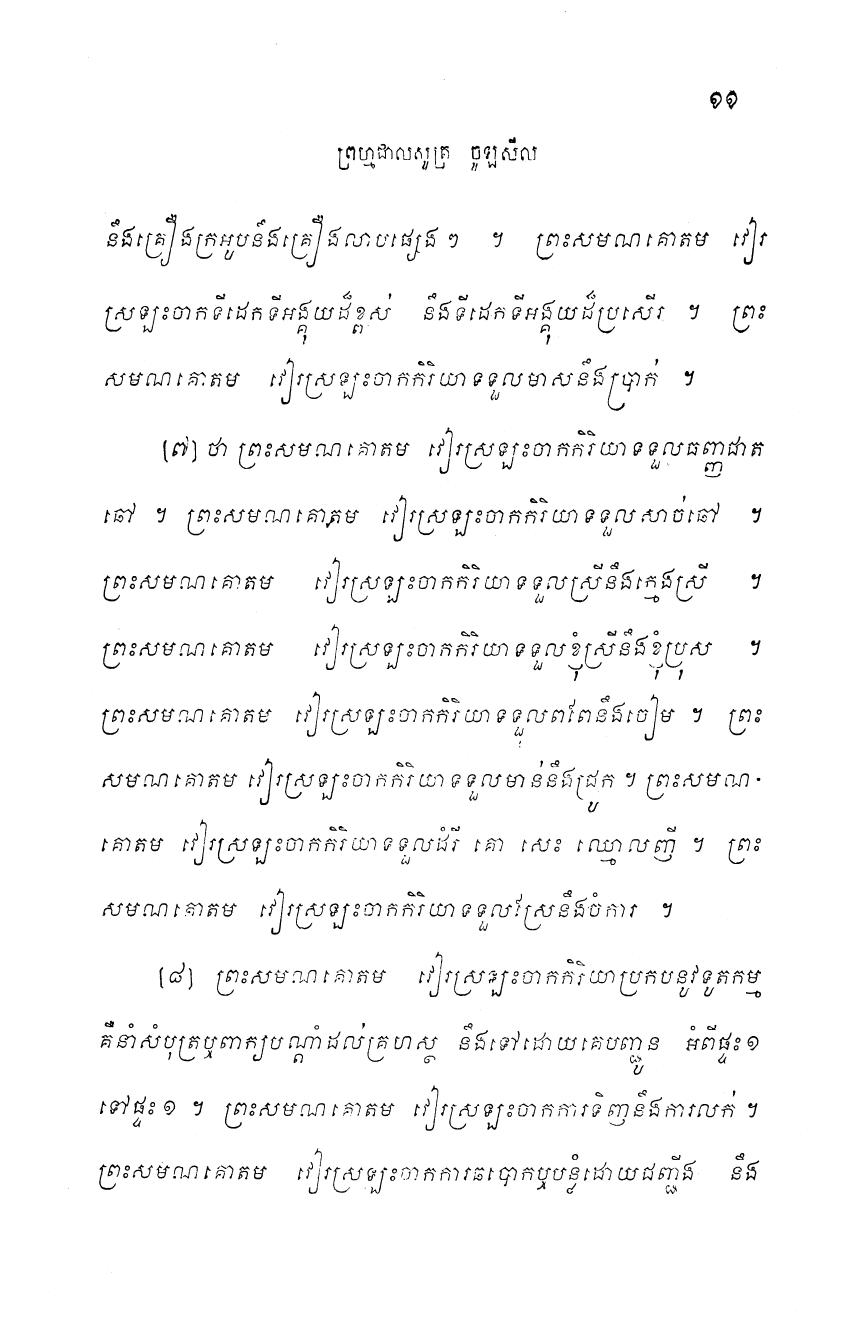 ១១
ព្រហ្មជាលសូត្រ ចូឡសីល
នឹងគ្រឿងក្រអូបនឹងគ្រឿងលាបផ្សេង ៗ ។ ព្រះសមណគោតម វៀរ
ស្រឡះចាកទីដេកទីអង្គុយដ៏ខ្ពស់ នឹងទីដេកទីអង្គុយដ៏ប្រសើរ ។ ព្រះ
សមណគោតម វៀរស្រឡះចាកកិរិយាទទួលមាសនឹងប្រាក់ ។
(៧) ថា ព្រះសមណគោតម វៀរស្រឡះចាកកិរិយាទទួលធញ្ញជាត
ឆៅ ។ ព្រះសមណគោតម វៀរស្រឡះចាកកិរិយាទទួលសាច់ឆៅ ។
ព្រះសមណគោតម វៀរស្រឡះចាកកិរិយាទទួលស្រីនឹងក្មេងស្រី ។
ព្រះសមណគោតម វៀរស្រឡះចាកកិរិយាទទួលខ្ញុំស្រីនឹងខ្ញុំប្រុស ។
ព្រះសមណគោតម វៀរស្រឡះចាកកិរិយាទទួលពពែនឹងចៀម ។ ព្រះ
សមណគោតម វៀរស្រឡះចាកកិរិយាទទួលមាន់នឹងជ្រូក ។ ព្រះសមណ-
គោតម វៀរស្រឡះចាកកិរិយាទទួលដំរី គោ សេះ ឈ្មោលញី ។ ព្រះ
សមណគោតម វៀរស្រឡះចាកកិរិយាទទួលស្រែនឹងចំការ ។
(៨) ព្រះសមណគោតម វៀរស្រឡះចាកកិរិយាប្រកបនូវទូតកម្ម
គឺនាំសំបុត្រឬពាក្យបណ្តាំដល់គ្រហស្ថ នឹងទៅដោយគេបញ្ជូន អំពីផ្ទះ ១
ទៅផ្ទះ ១ ។ ព្រះសមណគោតម វៀរស្រឡះចាកការទិញនឹងការលក់ ។
ព្រះសមណគោតម វៀរស្រឡះចាកការឆបោកឬបន្លំដោយជញ្ជីង នឹង